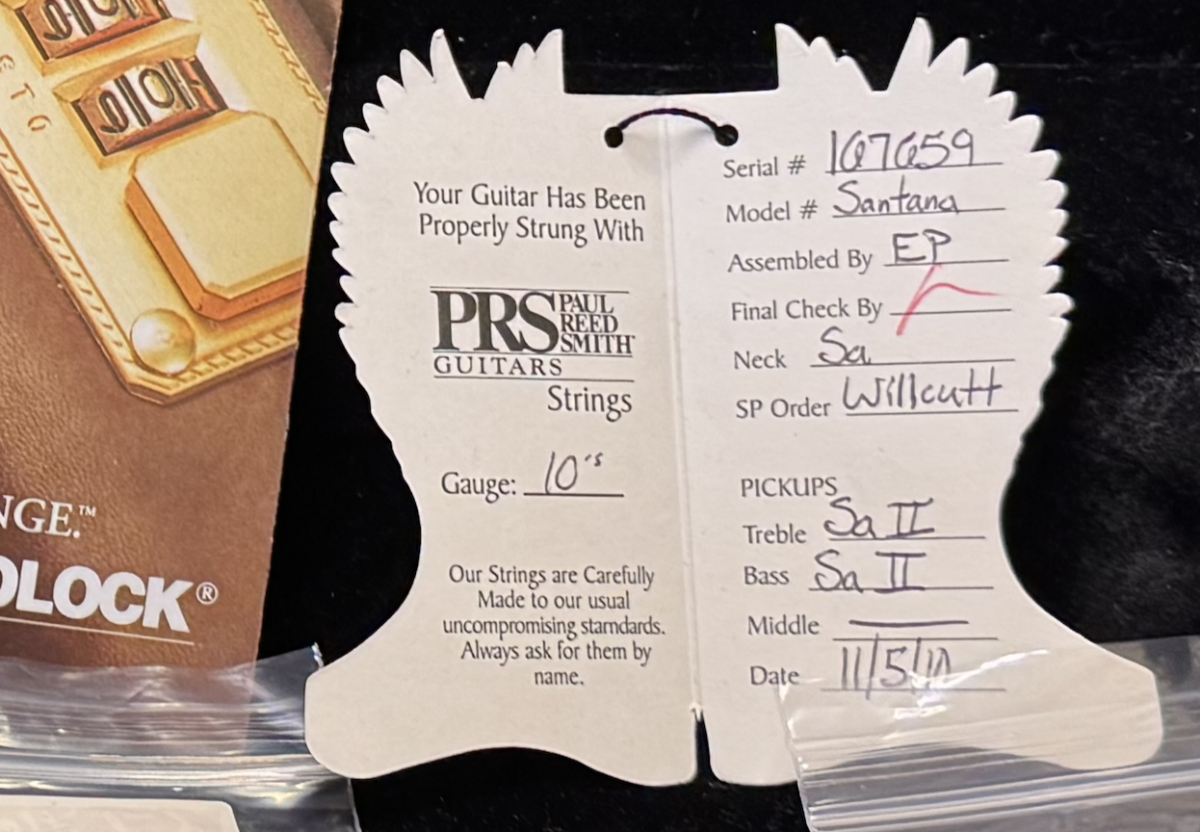 NGE.™
DLOCK®
Your Guitar Has Been
Properly Strung With
PRS PAUL
REED
SMITH
GUITARS
Strings
Gauge: 10's
Our Strings are Carefully
Made to our usual
uncompromising starndards.
Always ask for them by
name.
Serial # 167659
Model # Santana
Assembled By EP
Final Check By
Neck Sa
SP Order Willcutt
PICKUPS
Treble Sa II
Bass Sa II
Middle —
Date 11/5/10